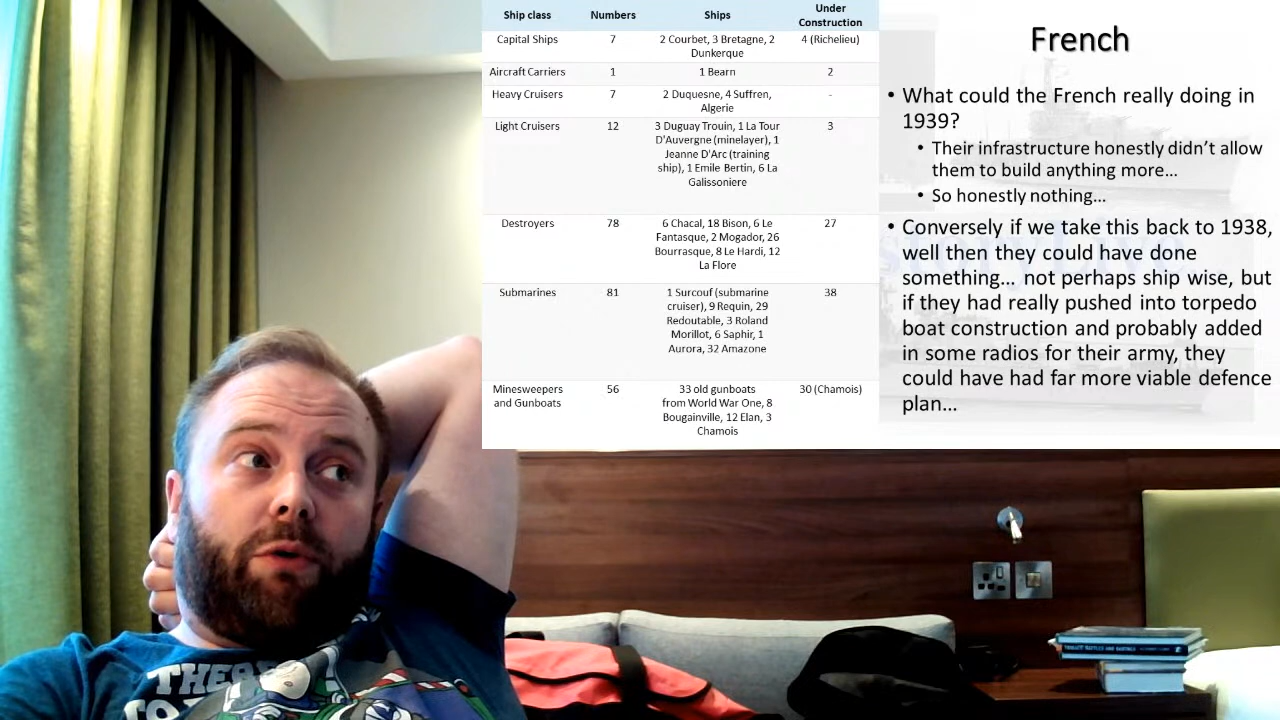 Ship class Numbers Ships Under Construction
Capital Ships 7 2 Courbet, 3 Bretagne, 2 Dunkerque 4 (Richelieu)
Aircraft Carriers 1 1 Bearn 2
Heavy Cruisers 7 2 Duquesne, 4 Suffren, Algerie -
Light Cruisers 12 3 Duguay Trouin, 1 La Tour D'Auvergne (minelayer), 1 Jeanne D'Arc (training ship), 1 Emile Bertin, 6 La Galissoniere 3
Destroyers 78 6 Chacal, 18 Bison, 6 Le Fantasque, 2 Mogador, 26 Bourrasque, 8 Le Hardi, 12 La Flore 27
Submarines 81 1 Surcouf (submarine cruiser), 9 Requin, 29 Redoutable, 3 Roland Morillot, 6 Saphir, 1 Aurora, 32 Amazone 38
Minesweepers and Gunboats 56 33 old gunboats from World War One, 8 Bougainville, 12 Elan, 3 Chamois 30 (Chamois)
French
• What could the French really doing in
1939?
• Their infrastructure honestly didn't allow
them to build anything more…
• So honestly nothing…
• Conversely if we take this back to 1938,
well then they could have done
something… not perhaps ship wise, but
if they had really pushed into torpedo
boat construction and probably added
in some radios for their army, they
could have had far more viable defence
plan…